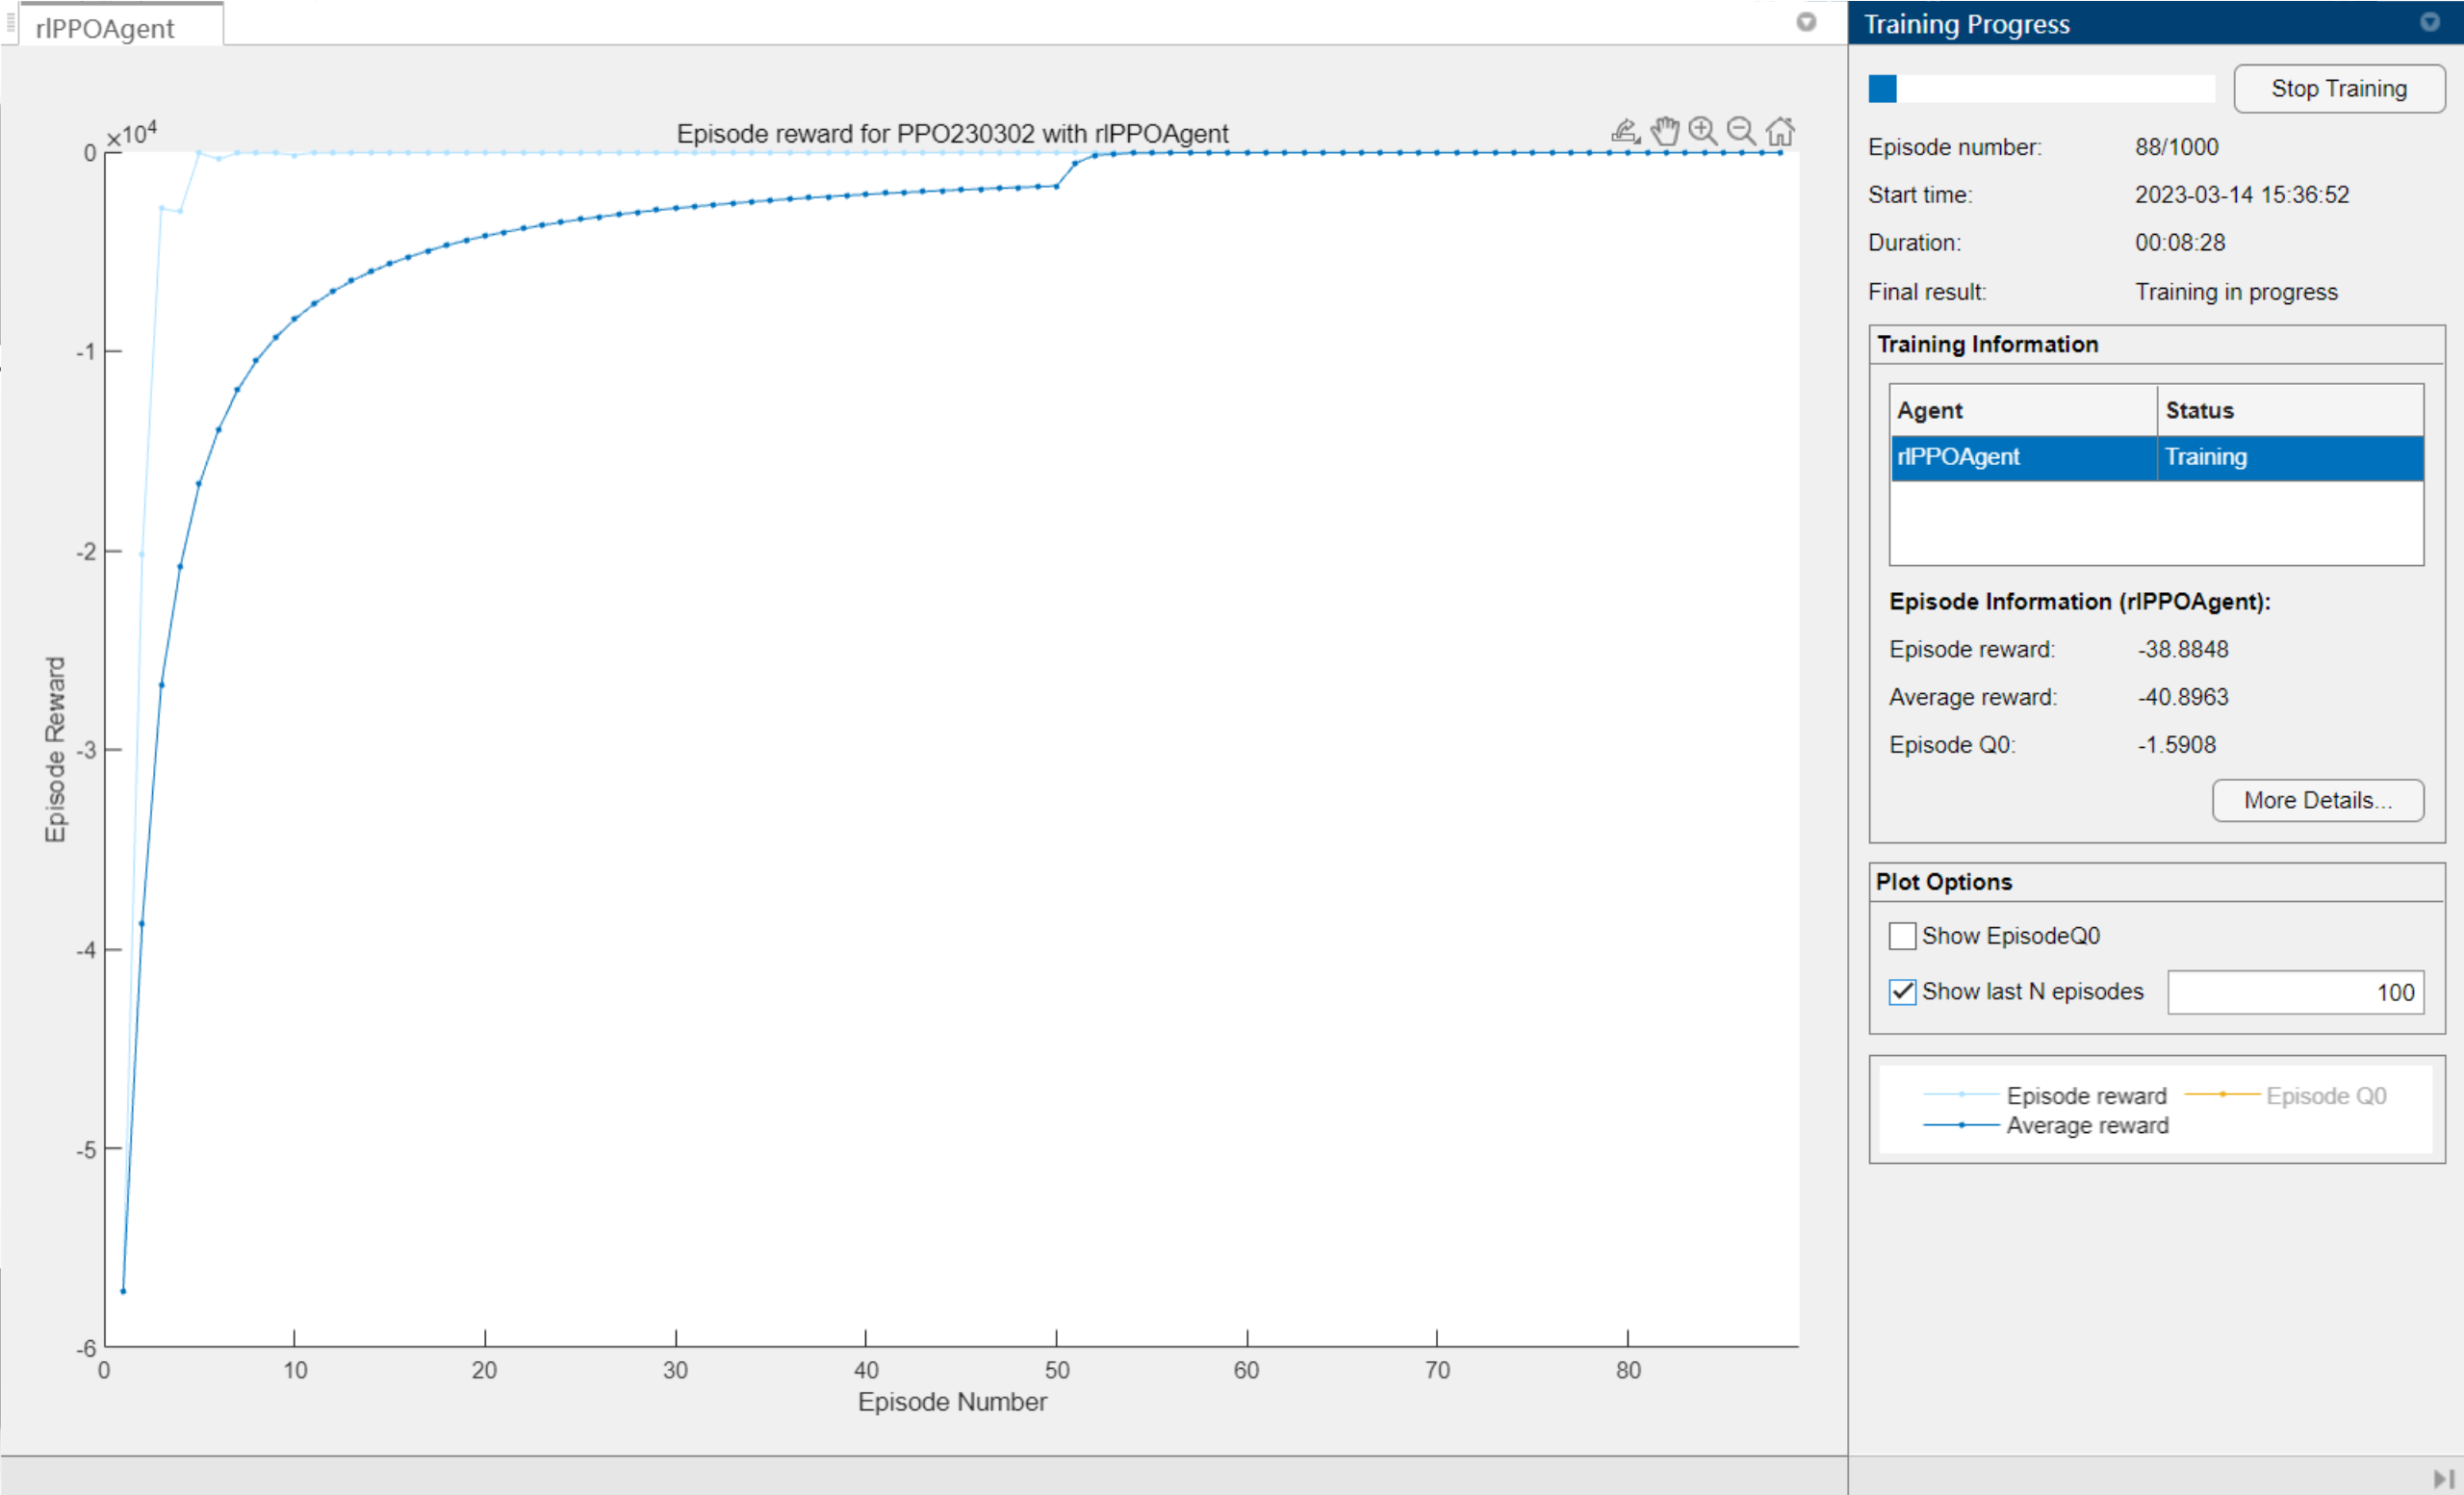 rlPPOAgent
Episode reward for PPO230302 with rlPPOAgent
×10⁴
0
-1
-2
-3
-4
-5
-6
Episode Reward
0 10 20 30 40 50 60 70 80
Episode Number
Training Progress
Stop Training
Episode number: 88/1000
Start time: 2023-03-14 15:36:52
Duration: 00:08:28
Final result: Training in progress
Training Information
Agent Status
rlPPOAgent Training
Episode Information (rlPPOAgent):
Episode reward: -38.8848
Average reward: -40.8963
Episode Q0: -1.5908
More Details...
Plot Options
Show EpisodeQ0
Show last N episodes 100
Episode reward Episode Q0
Average reward